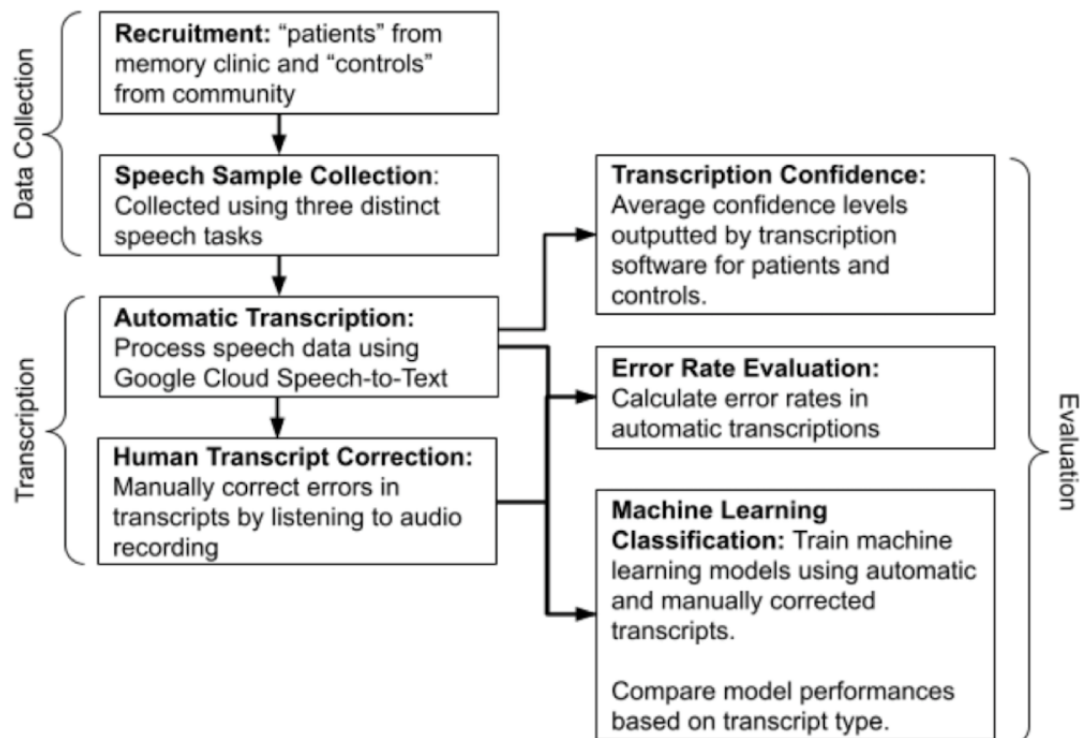 Data Collection
Recruitment: “patients” from
memory clinic and “controls”
from community
Speech Sample Collection:
Collected using three distinct
speech tasks
Transcription
Automatic Transcription:
Process speech data using
Google Cloud Speech-to-Text
Human Transcript Correction:
Manually correct errors in
transcripts by listening to audio
recording
Evaluation
Transcription Confidence:
Average confidence levels
outputted by transcription
software for patients and
controls.
Error Rate Evaluation:
Calculate error rates in
automatic transcriptions
Machine Learning
Classification: Train machine
learning models using automatic
and manually corrected
transcripts.
Compare model performances
based on transcript type.